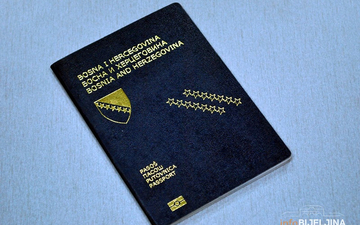 BOSNA I HERCEGOVINA
БОСНА И ХЕРЦЕГОВИНА
BOSNIA AND HERZEGOVINA
PASOŠ
ПАСОШ
PUTOVNICA
PASSPORT
BIJELJINA